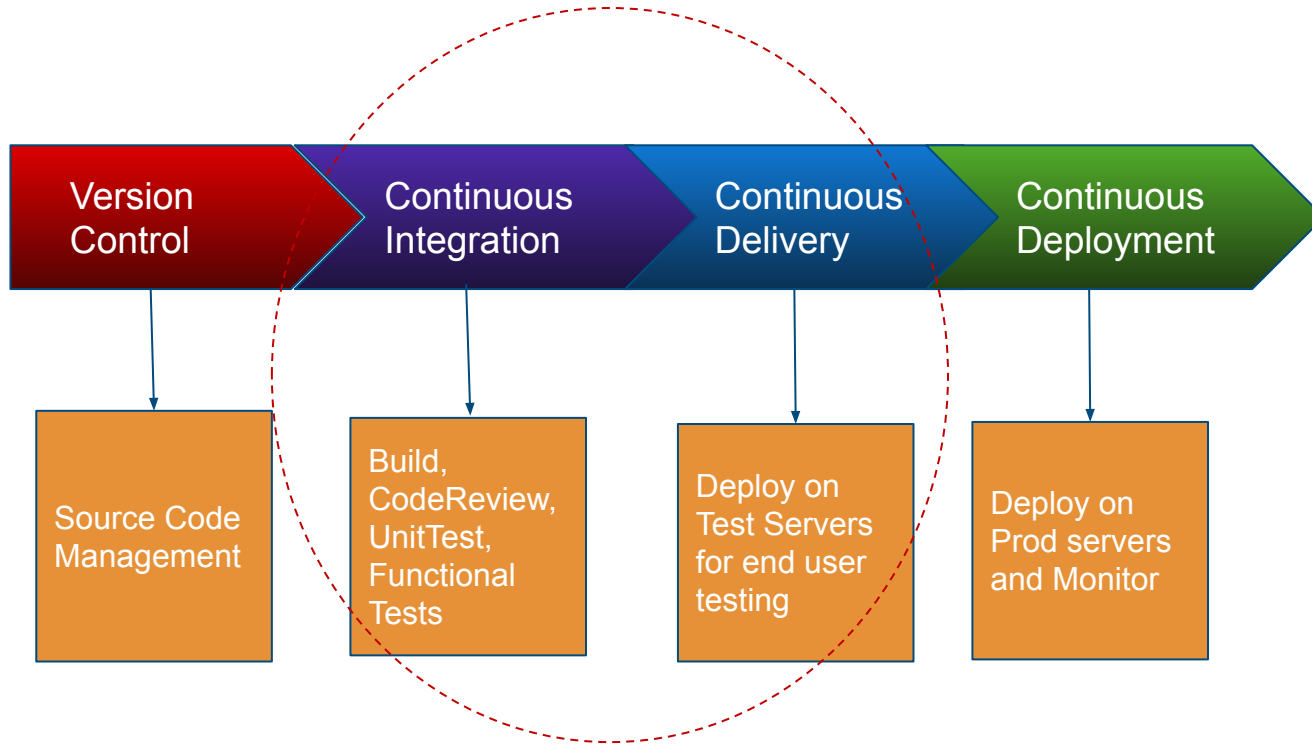 Version
Control
Continuous
Integration
Continuous
Delivery
Continuous
Deployment
Source Code
Management
Build,
CodeReview,
UnitTest,
Functional
Tests
Deploy on
Test Servers
for end user
testing
Deploy on
Prod servers
and Monitor